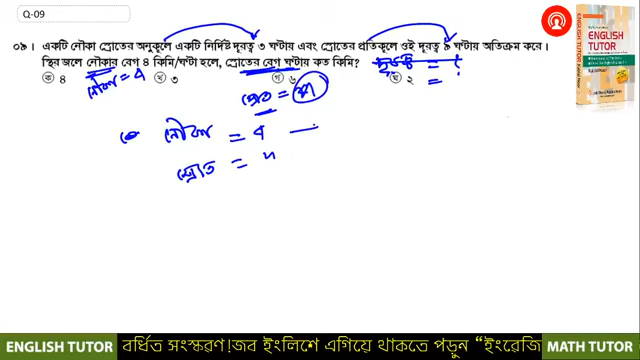 Q-09
০৯। একটি নৌকা স্রোতের অনুকূলে একটি নির্দিষ্ট দূরত্ব ৩ ঘণ্টায় এবং স্রোতের প্রতিকূলে ওই দূরত্ব ৯ ঘণ্টায় অতিক্রম করে।
স্থির জলে নৌকার বেগ ৪ কিমি/ঘণ্টা হলে, স্রোতের বেগ ঘণ্টায় কত কিমি?
ক ৪ খ ৩ গ ৬ ঘ ২
নৌকা = 4
স্রোত =
নৌকা = 4
স্রোত =
ENGLISH TUTOR
ENGLISH TUTOR বর্ধিত সংস্করণ!জব ইংলিশে এগিয়ে থাকতে পড়ুন “ইংরেজি MATH TUTOR